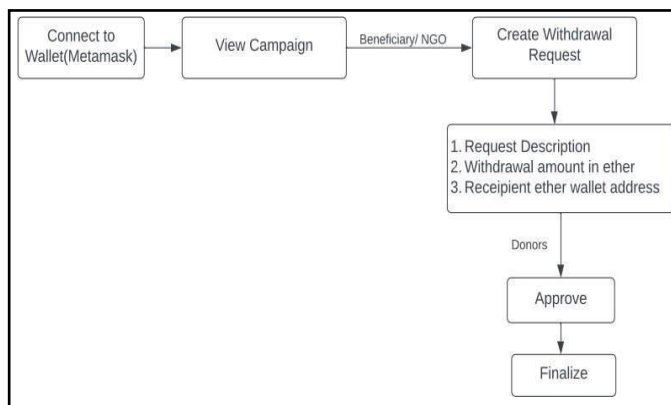 Connect to
Wallet(Metamask)
View Campaign
Beneficiary/ NGO
Create Withdrawal
Request
1. Request Description
2. Withdrawal amount in ether
3. Receipient ether wallet address
Donors
Approve
Finalize